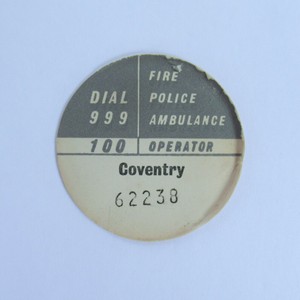 FIRE
DIAL POLICE
999 AMBULANCE
100 OPERATOR
Coventry
62238